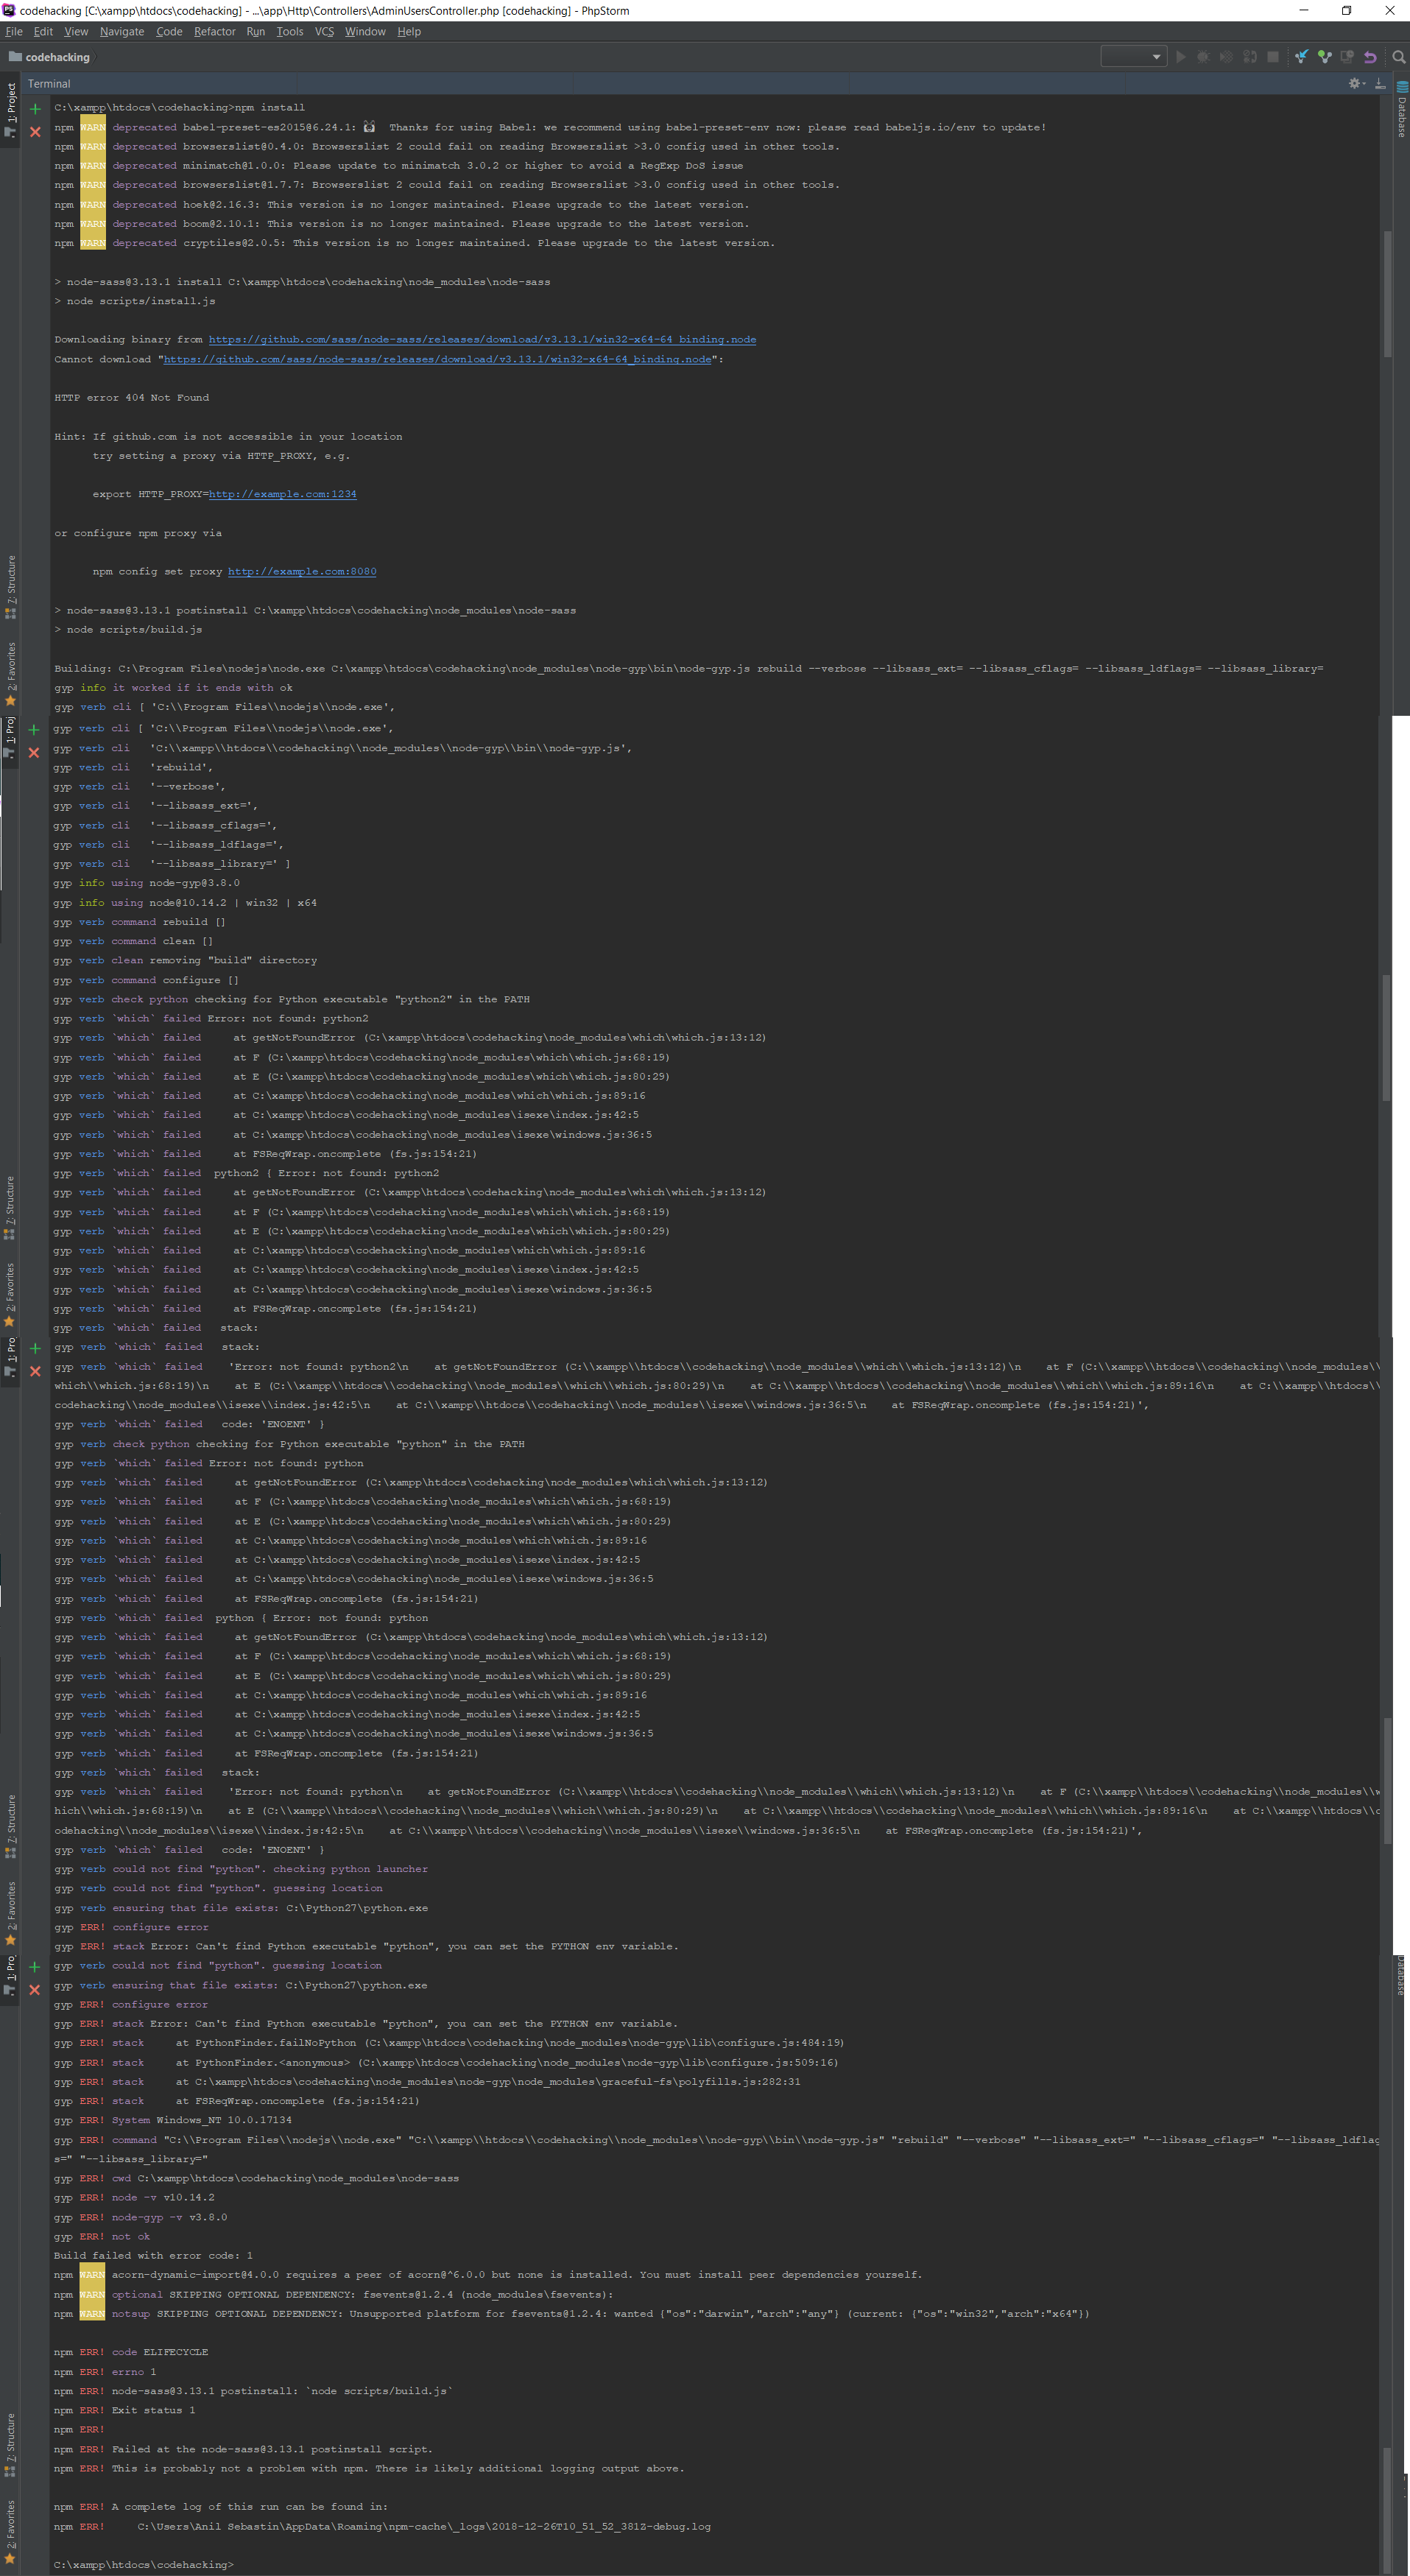 codehacking [C:\xampp\htdocs\codehacking] - ...\app\Http\Controllers\AdminUsersController.php [codehacking] - PhpStorm
File Edit View Navigate Code Refactor Run Tools VCS Window Help
codehacking
Terminal
1: Project
Database
C:\xampp\htdocs\codehacking>npm install
npm WARN deprecated babel-preset-es2015@6.24.1: 🙌  Thanks for using Babel: we recommend using babel-preset-env now: please read babeljs.io/env to update!
npm WARN deprecated browserslist@0.4.0: Browserslist 2 could fail on reading Browserslist >3.0 config used in other tools.
npm WARN deprecated minimatch@1.0.0: Please update to minimatch 3.0.2 or higher to avoid a RegExp DoS issue
npm WARN deprecated browserslist@1.7.7: Browserslist 2 could fail on reading Browserslist >3.0 config used in other tools.
npm WARN deprecated hoek@2.16.3: This version is no longer maintained. Please upgrade to the latest version.
npm WARN deprecated boom@2.10.1: This version is no longer maintained. Please upgrade to the latest version.
npm WARN deprecated cryptiles@2.0.5: This version is no longer maintained. Please upgrade to the latest version.
> node-sass@3.13.1 install C:\xampp\htdocs\codehacking\node_modules\node-sass
> node scripts/install.js
Downloading binary from https://github.com/sass/node-sass/releases/download/v3.13.1/win32-x64-64_binding.node
Cannot download "https://github.com/sass/node-sass/releases/download/v3.13.1/win32-x64-64_binding.node":
HTTP error 404 Not Found
Hint: If github.com is not accessible in your location
try setting a proxy via HTTP_PROXY, e.g.
export HTTP_PROXY=http://example.com:1234
or configure npm proxy via
npm config set proxy http://example.com:8080
> node-sass@3.13.1 postinstall C:\xampp\htdocs\codehacking\node_modules\node-sass
> node scripts/build.js
Building: C:\Program Files\nodejs\node.exe C:\xampp\htdocs\codehacking\node_modules\node-gyp\bin\node-gyp.js rebuild --verbose --libsass_ext= --libsass_cflags= --libsass_ldflags= --libsass_library=
gyp info it worked if it ends with ok
gyp verb cli [ 'C:\\Program Files\\nodejs\\node.exe',
7: Structure
2: Favorites
1: Proj
gyp verb cli [ 'C:\\Program Files\\nodejs\\node.exe',
gyp verb cli   'C:\\xampp\\htdocs\\codehacking\\node_modules\\node-gyp\\bin\\node-gyp.js',
gyp verb cli   'rebuild',
gyp verb cli   '--verbose',
gyp verb cli   '--libsass_ext=',
gyp verb cli   '--libsass_cflags=',
gyp verb cli   '--libsass_ldflags=',
gyp verb cli   '--libsass_library=' ]
gyp info using node-gyp@3.8.0
gyp info using node@10.14.2 | win32 | x64
gyp verb command rebuild []
gyp verb command clean []
gyp verb clean removing "build" directory
gyp verb command configure []
gyp verb check python checking for Python executable "python2" in the PATH
gyp verb `which` failed Error: not found: python2
gyp verb `which` failed     at getNotFoundError (C:\xampp\htdocs\codehacking\node_modules\which\which.js:13:12)
gyp verb `which` failed     at F (C:\xampp\htdocs\codehacking\node_modules\which\which.js:68:19)
gyp verb `which` failed     at E (C:\xampp\htdocs\codehacking\node_modules\which\which.js:80:29)
gyp verb `which` failed     at C:\xampp\htdocs\codehacking\node_modules\which\which.js:89:16
gyp verb `which` failed     at C:\xampp\htdocs\codehacking\node_modules\isexe\index.js:42:5
gyp verb `which` failed     at C:\xampp\htdocs\codehacking\node_modules\isexe\windows.js:36:5
gyp verb `which` failed     at FSReqWrap.oncomplete (fs.js:154:21)
gyp verb `which` failed  python2 { Error: not found: python2
gyp verb `which` failed     at getNotFoundError (C:\xampp\htdocs\codehacking\node_modules\which\which.js:13:12)
gyp verb `which` failed     at F (C:\xampp\htdocs\codehacking\node_modules\which\which.js:68:19)
gyp verb `which` failed     at E (C:\xampp\htdocs\codehacking\node_modules\which\which.js:80:29)
gyp verb `which` failed     at C:\xampp\htdocs\codehacking\node_modules\which\which.js:89:16
gyp verb `which` failed     at C:\xampp\htdocs\codehacking\node_modules\isexe\index.js:42:5
gyp verb `which` failed     at C:\xampp\htdocs\codehacking\node_modules\isexe\windows.js:36:5
gyp verb `which` failed     at FSReqWrap.oncomplete (fs.js:154:21)
gyp verb `which` failed   stack:
7: Structure
2: Favorites
1: Pro
gyp verb `which` failed   stack:
gyp verb `which` failed    'Error: not found: python2\n    at getNotFoundError (C:\\xampp\\htdocs\\codehacking\\node_modules\\which\\which.js:13:12)\n    at F (C:\\xampp\\htdocs\\codehacking\\node_modules\\
which\\which.js:68:19)\n    at E (C:\\xampp\\htdocs\\codehacking\\node_modules\\which\\which.js:80:29)\n    at C:\\xampp\\htdocs\\codehacking\\node_modules\\which\\which.js:89:16\n    at C:\\xampp\\htdocs\\
codehacking\\node_modules\\isexe\\index.js:42:5\n    at C:\\xampp\\htdocs\\codehacking\\node_modules\\isexe\\windows.js:36:5\n    at FSReqWrap.oncomplete (fs.js:154:21)',
gyp verb `which` failed   code: 'ENOENT' }
gyp verb check python checking for Python executable "python" in the PATH
gyp verb `which` failed Error: not found: python
gyp verb `which` failed     at getNotFoundError (C:\xampp\htdocs\codehacking\node_modules\which\which.js:13:12)
gyp verb `which` failed     at F (C:\xampp\htdocs\codehacking\node_modules\which\which.js:68:19)
gyp verb `which` failed     at E (C:\xampp\htdocs\codehacking\node_modules\which\which.js:80:29)
gyp verb `which` failed     at C:\xampp\htdocs\codehacking\node_modules\which\which.js:89:16
gyp verb `which` failed     at C:\xampp\htdocs\codehacking\node_modules\isexe\index.js:42:5
gyp verb `which` failed     at C:\xampp\htdocs\codehacking\node_modules\isexe\windows.js:36:5
gyp verb `which` failed     at FSReqWrap.oncomplete (fs.js:154:21)
gyp verb `which` failed  python { Error: not found: python
gyp verb `which` failed     at getNotFoundError (C:\xampp\htdocs\codehacking\node_modules\which\which.js:13:12)
gyp verb `which` failed     at F (C:\xampp\htdocs\codehacking\node_modules\which\which.js:68:19)
gyp verb `which` failed     at E (C:\xampp\htdocs\codehacking\node_modules\which\which.js:80:29)
gyp verb `which` failed     at C:\xampp\htdocs\codehacking\node_modules\which\which.js:89:16
gyp verb `which` failed     at C:\xampp\htdocs\codehacking\node_modules\isexe\index.js:42:5
gyp verb `which` failed     at C:\xampp\htdocs\codehacking\node_modules\isexe\windows.js:36:5
gyp verb `which` failed     at FSReqWrap.oncomplete (fs.js:154:21)
gyp verb `which` failed   stack:
gyp verb `which` failed    'Error: not found: python\n    at getNotFoundError (C:\\xampp\\htdocs\\codehacking\\node_modules\\which\\which.js:13:12)\n    at F (C:\\xampp\\htdocs\\codehacking\\node_modules\\w
hich\\which.js:68:19)\n    at E (C:\\xampp\\htdocs\\codehacking\\node_modules\\which\\which.js:80:29)\n    at C:\\xampp\\htdocs\\codehacking\\node_modules\\which\\which.js:89:16\n    at C:\\xampp\\htdocs\\c
odehacking\\node_modules\\isexe\\index.js:42:5\n    at C:\\xampp\\htdocs\\codehacking\\node_modules\\isexe\\windows.js:36:5\n    at FSReqWrap.oncomplete (fs.js:154:21)',
gyp verb `which` failed   code: 'ENOENT' }
gyp verb could not find "python". checking python launcher
gyp verb could not find "python". guessing location
gyp verb ensuring that file exists: C:\Python27\python.exe
gyp ERR! configure error
gyp ERR! stack Error: Can't find Python executable "python", you can set the PYTHON env variable.
7: Structure
2: Favorites
1: Pro
Database
gyp verb could not find "python". guessing location
gyp verb ensuring that file exists: C:\Python27\python.exe
gyp ERR! configure error
gyp ERR! stack Error: Can't find Python executable "python", you can set the PYTHON env variable.
gyp ERR! stack     at PythonFinder.failNoPython (C:\xampp\htdocs\codehacking\node_modules\node-gyp\lib\configure.js:484:19)
gyp ERR! stack     at PythonFinder.<anonymous> (C:\xampp\htdocs\codehacking\node_modules\node-gyp\lib\configure.js:509:16)
gyp ERR! stack     at C:\xampp\htdocs\codehacking\node_modules\node-gyp\node_modules\graceful-fs\polyfills.js:282:31
gyp ERR! stack     at FSReqWrap.oncomplete (fs.js:154:21)
gyp ERR! System Windows_NT 10.0.17134
gyp ERR! command "C:\\Program Files\\nodejs\\node.exe" "C:\\xampp\\htdocs\\codehacking\\node_modules\\node-gyp\\bin\\node-gyp.js" "rebuild" "--verbose" "--libsass_ext=" "--libsass_cflags=" "--libsass_ldflag
s=" "--libsass_library="
gyp ERR! cwd C:\xampp\htdocs\codehacking\node_modules\node-sass
gyp ERR! node -v v10.14.2
gyp ERR! node-gyp -v v3.8.0
gyp ERR! not ok
Build failed with error code: 1
npm WARN acorn-dynamic-import@4.0.0 requires a peer of acorn@^6.0.0 but none is installed. You must install peer dependencies yourself.
npm WARN optional SKIPPING OPTIONAL DEPENDENCY: fsevents@1.2.4 (node_modules\fsevents):
npm WARN notsup SKIPPING OPTIONAL DEPENDENCY: Unsupported platform for fsevents@1.2.4: wanted {"os":"darwin","arch":"any"} (current: {"os":"win32","arch":"x64"})
npm ERR! code ELIFECYCLE
npm ERR! errno 1
npm ERR! node-sass@3.13.1 postinstall: `node scripts/build.js`
npm ERR! Exit status 1
npm ERR!
npm ERR! Failed at the node-sass@3.13.1 postinstall script.
npm ERR! This is probably not a problem with npm. There is likely additional logging output above.
npm ERR! A complete log of this run can be found in:
npm ERR!     C:\Users\Anil Sebastin\AppData\Roaming\npm-cache\_logs\2018-12-26T10_51_52_381Z-debug.log
C:\xampp\htdocs\codehacking>
7: Structure
2: Favorites